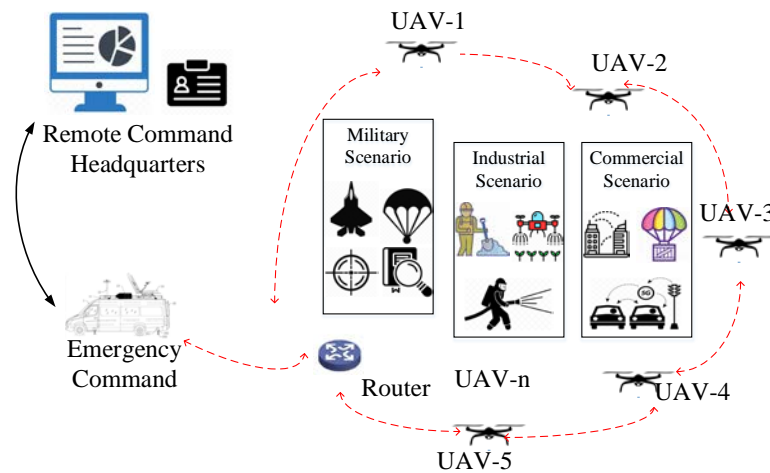 UAV-1
UAV-2
Remote Command
Headquarters
Military
Scenario
Industrial
Scenario
Commercial
Scenario
UAV-3
5G
Emergency
Command
Router
UAV-n
UAV-4
UAV-5